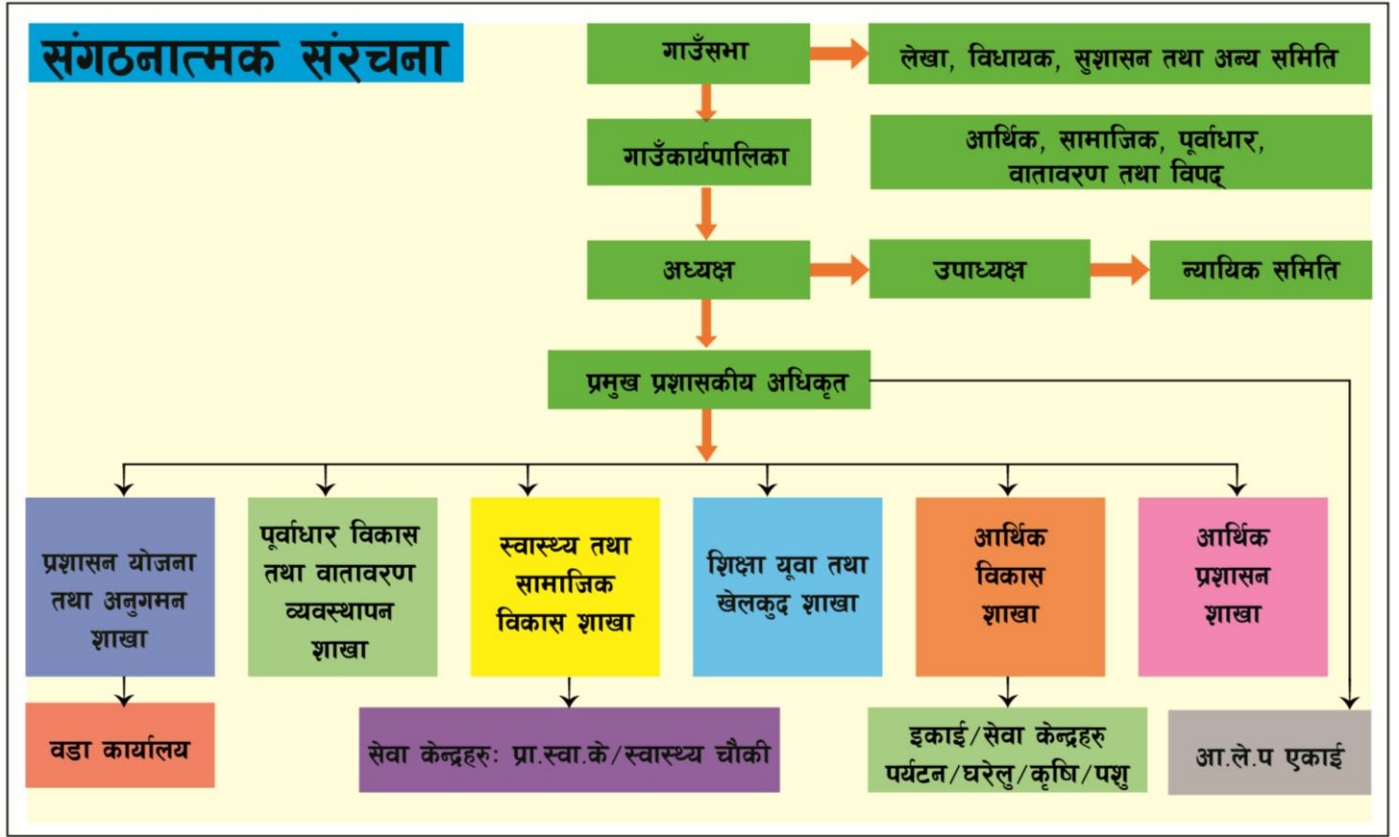 संगठनात्मक संरचना
गाउँसभा
लेखा, विधायक, सुशासन तथा अन्य समिति
गाउँकार्यपालिका
आर्थिक, सामाजिक, पूर्वाधार,
वातावरण तथा विपद्
अध्यक्ष
उपाध्यक्ष
न्यायिक समिति
प्रमुख प्रशासकीय अधिकृत
प्रशासन योजना
तथा अनुगमन
शाखा
पूर्वाधार विकास
तथा वातावरण
व्यवस्थापन
शाखा
स्वास्थ्य तथा
सामाजिक
विकास शाखा
शिक्षा यूवा तथा
खेलकुद शाखा
आर्थिक
विकास
शाखा
आर्थिक
प्रशासन
शाखा
वडा कार्यालय
सेवा केन्द्रहरुः प्रा.स्वा.के/स्वास्थ्य चौकी
इकाई/सेवा केन्द्रहरु
पर्यटन/घरेलु/कृषि/पशु
आ.ले.प एकाई